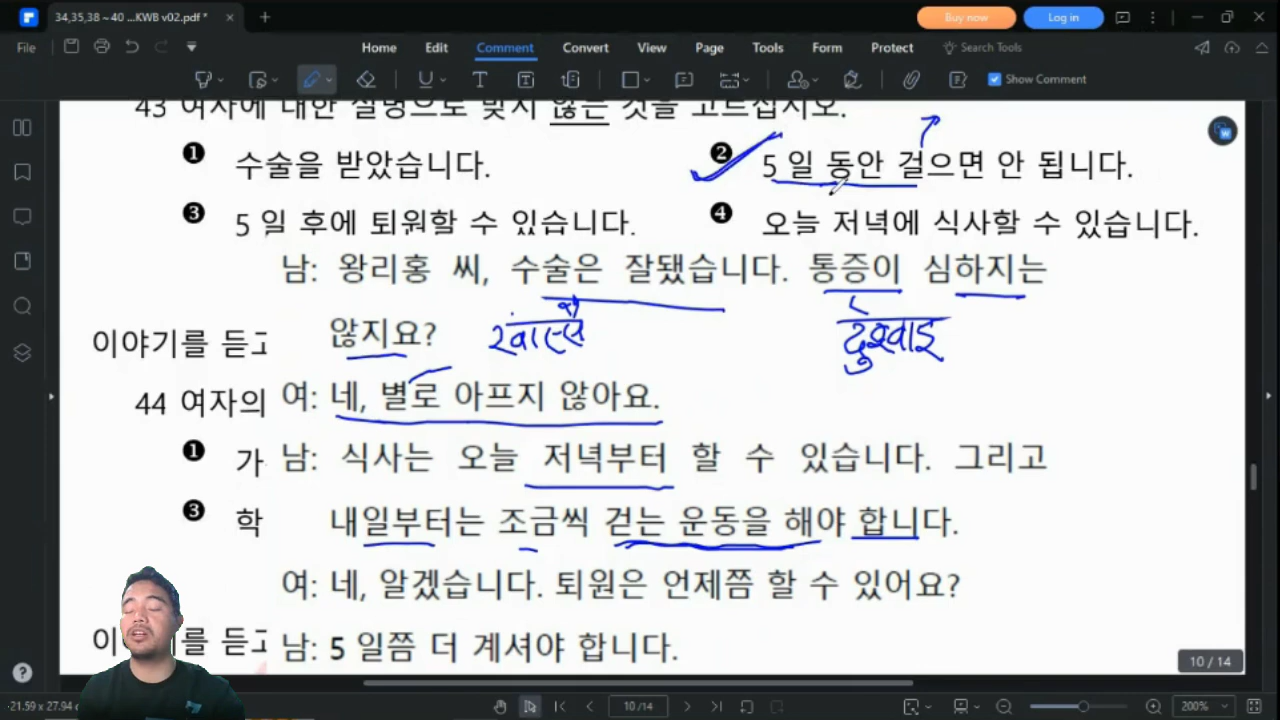 34,35,38 ~ 40 ...KWB v02.pdf *
Buy now
Log in
File
Home
Edit
Comment
Convert
View
Page
Tools
Form
Protect
Search Tools
Show Comment
43 여자에 대한 설명으로 맞지 않은 것을 고르십시오.
❶ 수술을 받았습니다.
❷ 5 일 동안 걸으면 안 됩니다.
❸ 5 일 후에 퇴원할 수 있습니다.
❹ 오늘 저녁에 식사할 수 있습니다.
남: 왕리홍 씨, 수술은 잘됐습니다. 통증이 심하지는
이야기를 듣고
않지요?
44 여자의
여: 네, 별로 아프지 않아요.
❶ 가
남: 식사는 오늘 저녁부터 할 수 있습니다. 그리고
❸ 학
내일부터는 조금씩 걷는 운동을 해야 합니다.
여: 네, 알겠습니다. 퇴원은 언제쯤 할 수 있어요?
남: 5 일쯤 더 계셔야 합니다.
10 / 14
-21.59 x 27.94 c
10 /14
200%